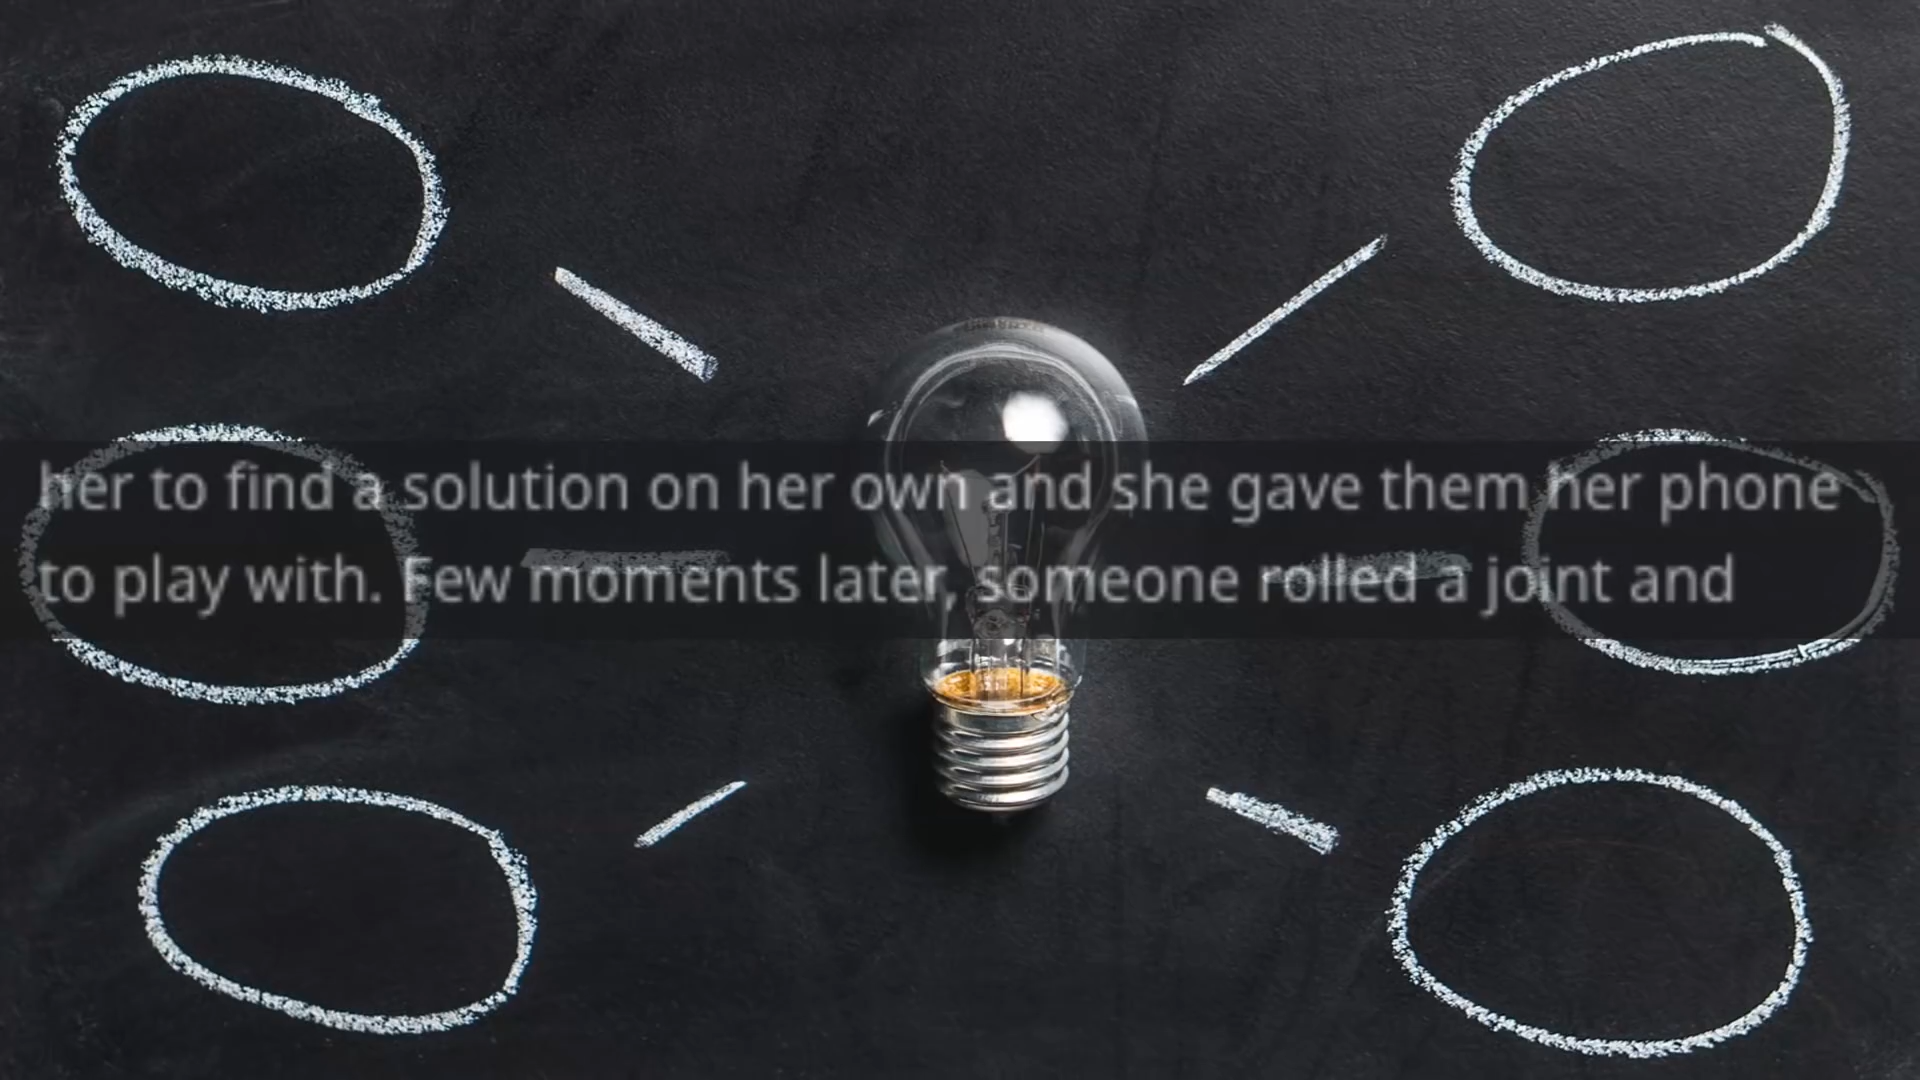 her to find a solution on her own and she gave them her phone
to play with. Few moments later, someone rolled a joint and